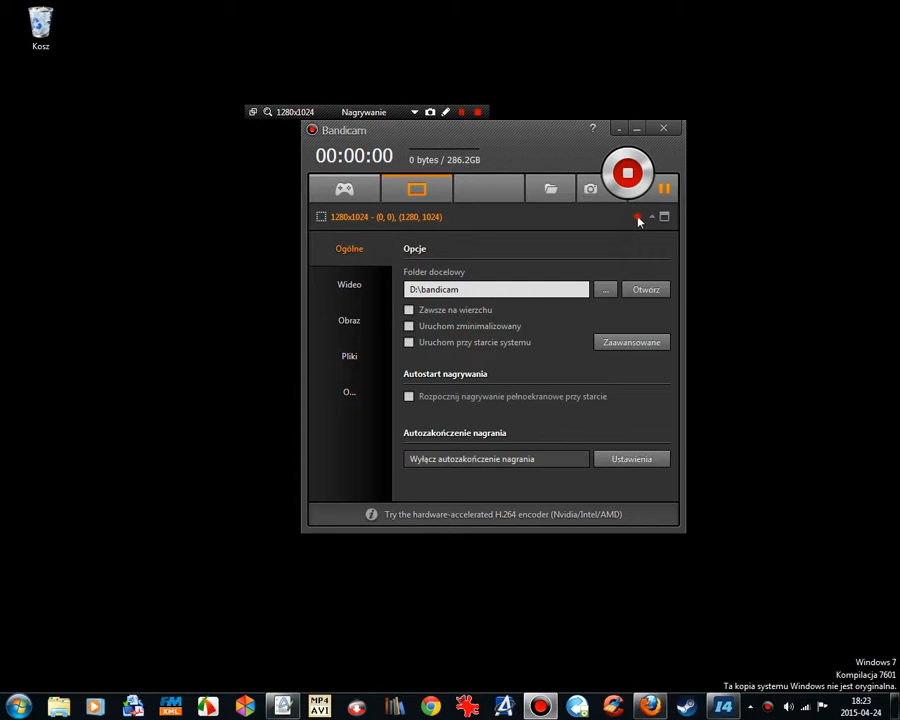 Kosz
1280x1024 Nagrywanie
Bandicam ?
00:00:00 0 bytes / 286.2GB
1280x1024 - (0, 0), (1280, 1024)
Ogólne
Opcje
Folder docelowy
Wideo
D:\bandicam ... Otwórz
Zawsze na wierzchu
Obraz
Uruchom zminimalizowany
Uruchom przy starcie systemu Zaawansowane
Pliki
Autostart nagrywania
O...
Rozpocznij nagrywanie pełnoekranowe przy starcie
Autozakończenie nagrania
Wyłącz autozakończenie nagrania Ustawienia
Try the hardware-accelerated H.264 encoder (Nvidia/Intel/AMD)
Windows 7
Kompilacja 7601
Ta kopia systemu Windows nie jest oryginalna.
FM
XML
MP4
AVI
14
18:23
2015-04-24